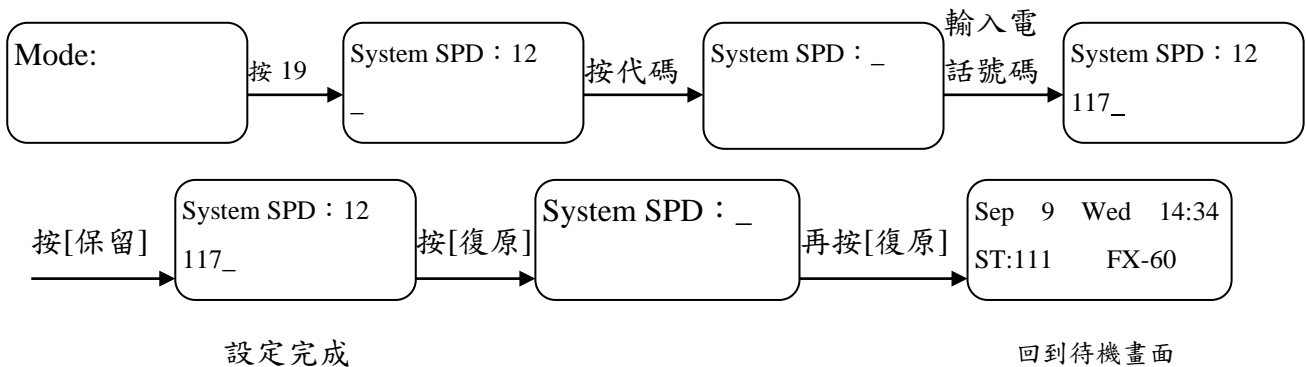 Mode:
按 19
System SPD：12
_
按代碼
System SPD：_
輸入電
話號碼
System SPD：12
117_
按[保留]
System SPD：12
117_
設定完成
按[復原]
System SPD：_
再按[復原]
Sep 9 Wed 14:34
ST:111 FX-60
回到待機畫面